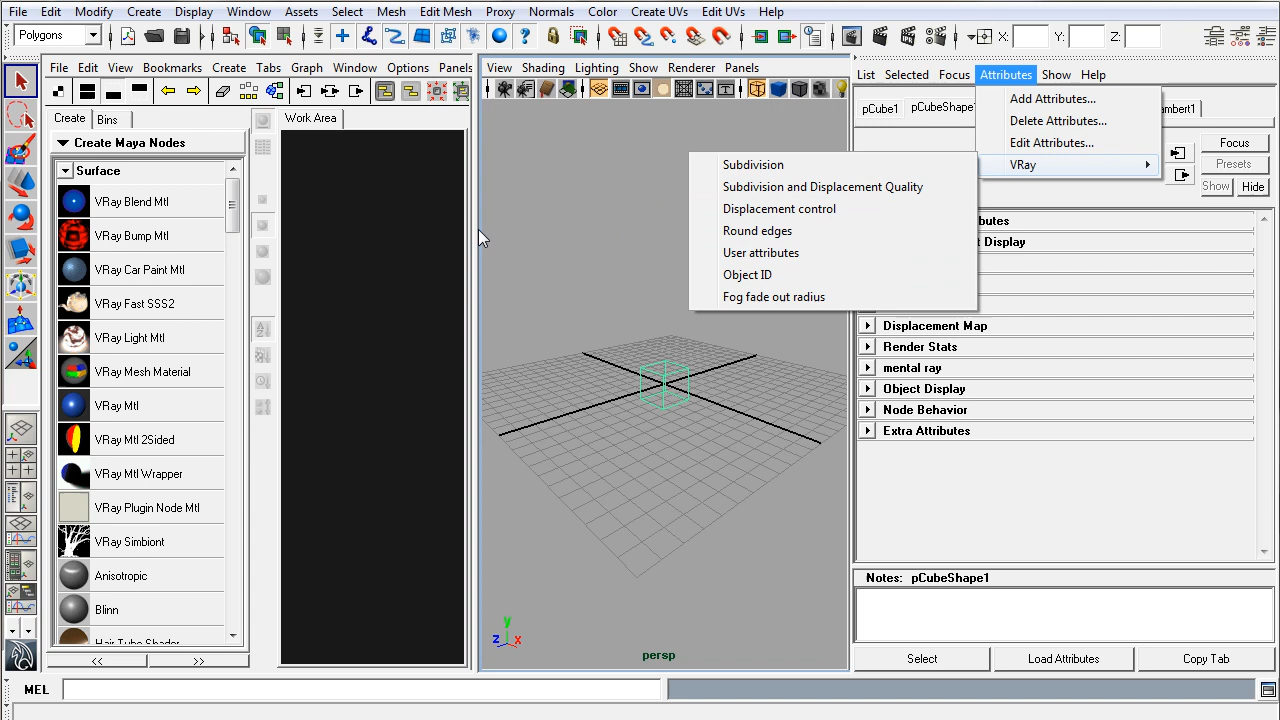 File Edit Modify Create Display Window Assets Select Mesh Edit Mesh Proxy Normals Color Create UVs Edit UVs Help
Polygons X: Y: Z:
File Edit View Bookmarks Create Tabs Graph Window Options Panels
View Shading Lighting Show Renderer Panels
List Selected Focus Attributes Show Help
Create Bins
Work Area
pCube1 pCubeShape
mbert1
Add Attributes...
Delete Attributes...
Edit Attributes...
VRay
Focus
Presets
Show Hide
Subdivision
Subdivision and Displacement Quality
Displacement control
Round edges
User attributes
Object ID
Fog fade out radius
Create Maya Nodes
Surface
VRay Blend Mtl
VRay Bump Mtl
VRay Car Paint Mtl
VRay Fast SSS2
VRay Light Mtl
VRay Mesh Material
VRay Mtl
VRay Mtl 2Sided
VRay Mtl Wrapper
VRay Plugin Node Mtl
VRay Simbiont
Anisotropic
Blinn
Hair Tube Shader
<< >>
butes
t Display
Displacement Map
Render Stats
mental ray
Object Display
Node Behavior
Extra Attributes
y
z x
persp
Notes: pCubeShape1
Select Load Attributes Copy Tab
MEL